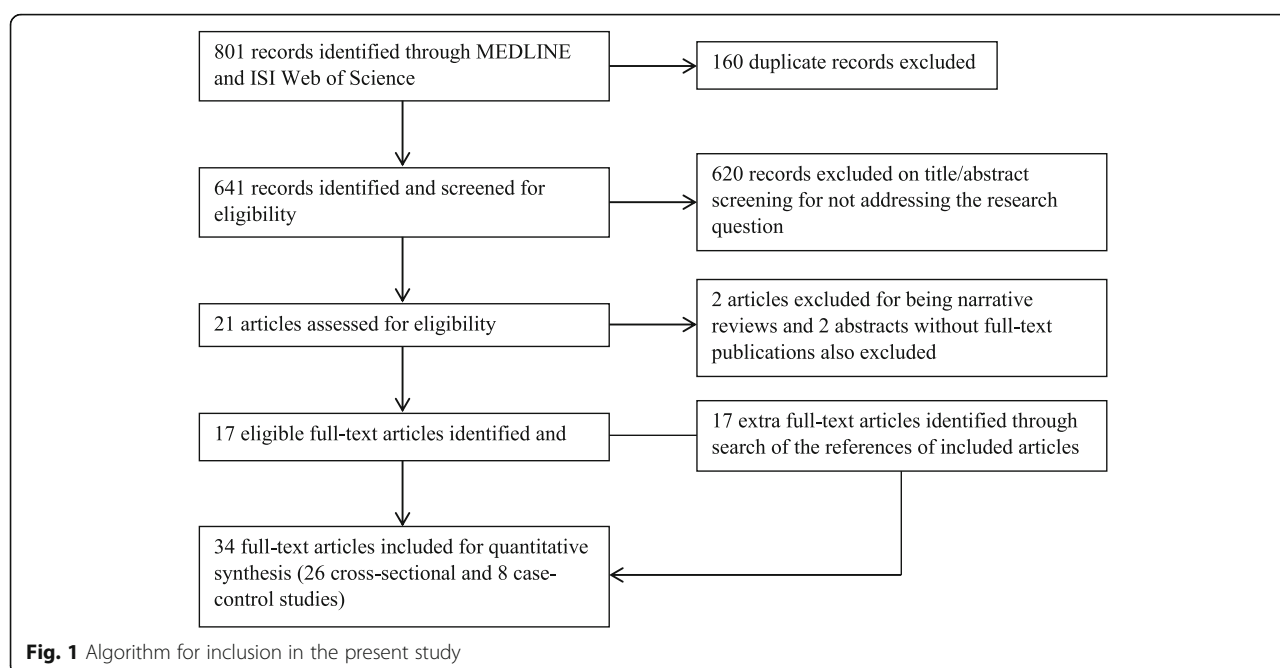 801 records identified through MEDLINE
and ISI Web of Science
160 duplicate records excluded
641 records identified and screened for
eligibility
620 records excluded on title/abstract
screening for not addressing the research
question
21 articles assessed for eligibility
2 articles excluded for being narrative
reviews and 2 abstracts without full-text
publications also excluded
17 eligible full-text articles identified and
17 extra full-text articles identified through
search of the references of included articles
34 full-text articles included for quantitative
synthesis (26 cross-sectional and 8 case-
control studies)
Fig. 1 Algorithm for inclusion in the present study